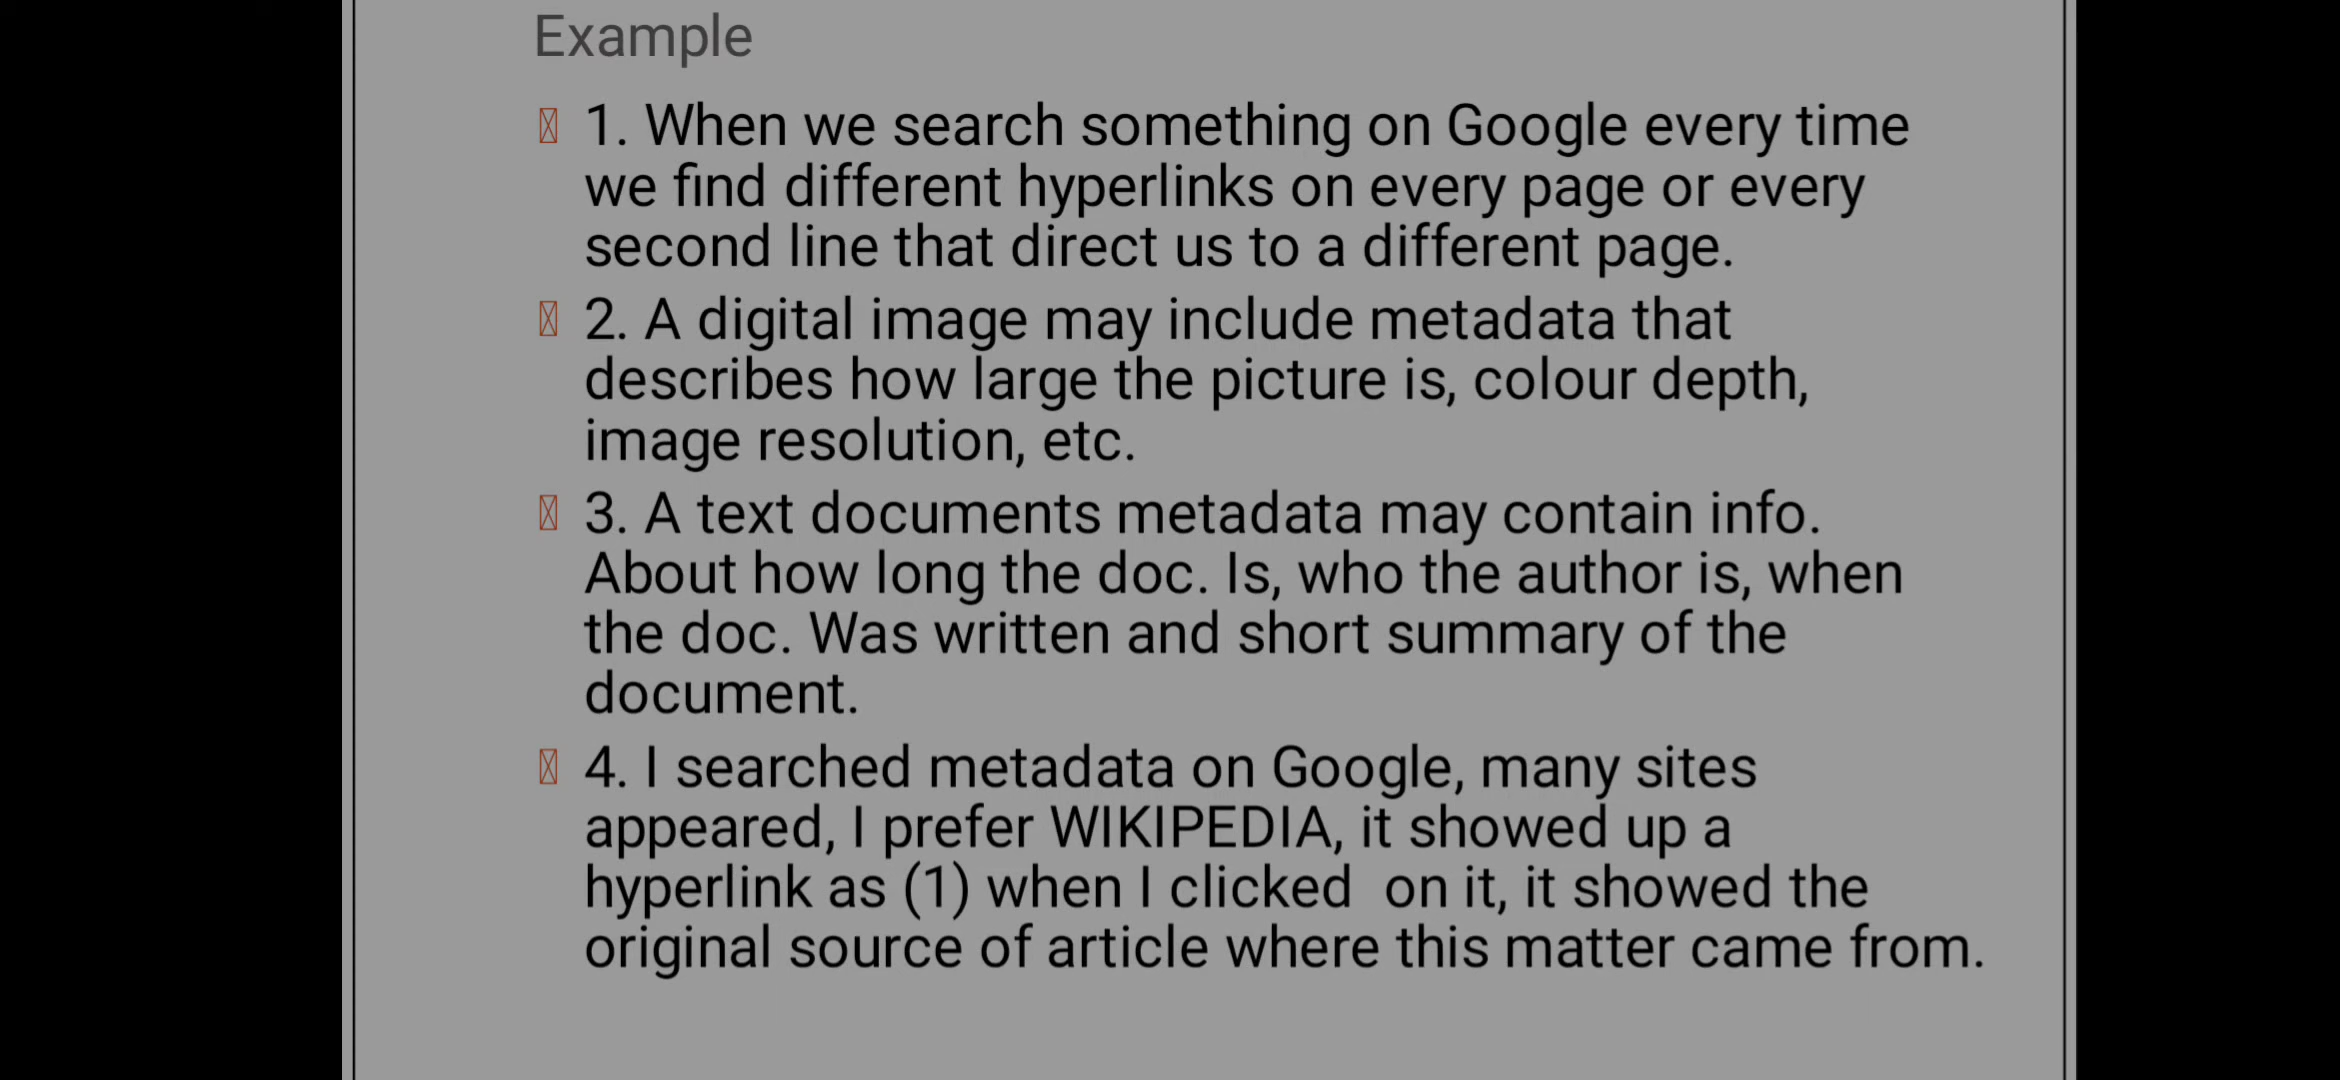 Example
1. When we search something on Google every time
we find different hyperlinks on every page or every
second line that direct us to a different page.
2. A digital image may include metadata that
describes how large the picture is, colour depth,
image resolution, etc.
3. A text documents metadata may contain info.
About how long the doc. Is, who the author is, when
the doc. Was written and short summary of the
document.
4. I searched metadata on Google, many sites
appeared, I prefer WIKIPEDIA, it showed up a
hyperlink as (1) when I clicked  on it, it showed the
original source of article where this matter came from.